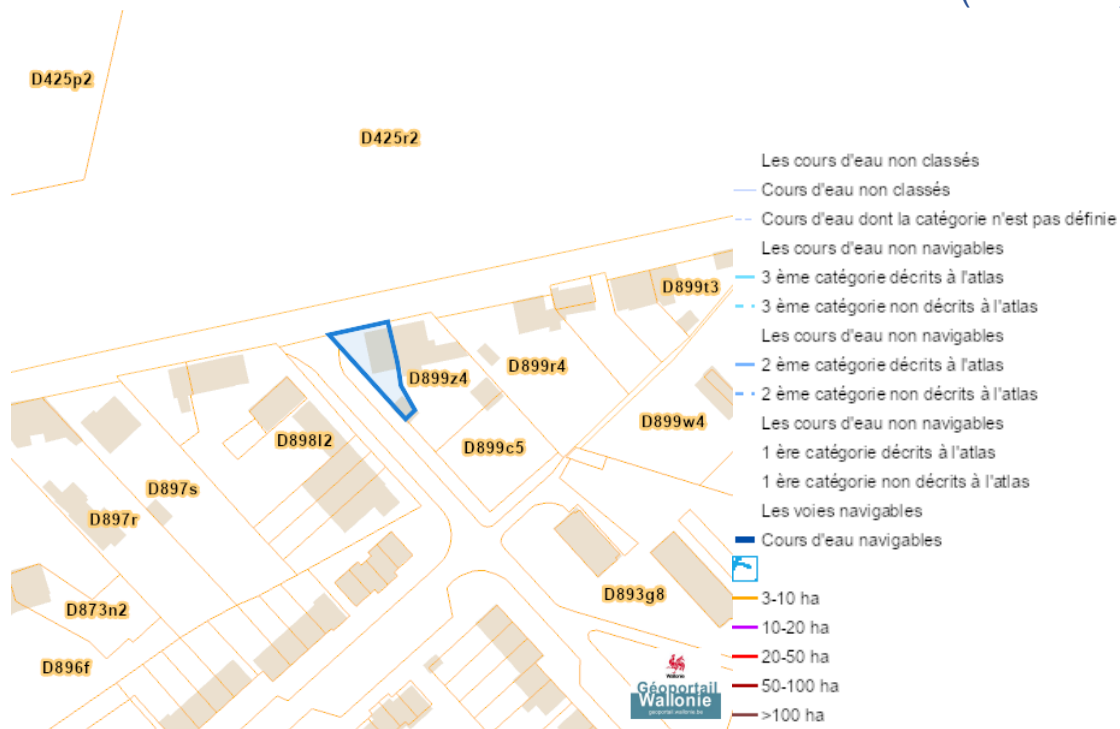 D425p2
D425r2
D899t3
D899r4
D899z4
D899w4
D898l2
D899c5
D897s
D897r
D893g8
D873n2
D896f
Wallonie
Géoportail
Wallonie
geoportail.wallonie.be
Les cours d'eau non classés
Cours d'eau non classés
Cours d'eau dont la catégorie n'est pas définie
Les cours d'eau non navigables
3 ème catégorie décrits à l'atlas
3 ème catégorie non décrits à l'atlas
Les cours d'eau non navigables
2 ème catégorie décrits à l'atlas
2 ème catégorie non décrits à l'atlas
Les cours d'eau non navigables
1 ère catégorie décrits à l'atlas
1 ère catégorie non décrits à l'atlas
Les voies navigables
Cours d'eau navigables
3-10 ha
10-20 ha
20-50 ha
50-100 ha
>100 ha